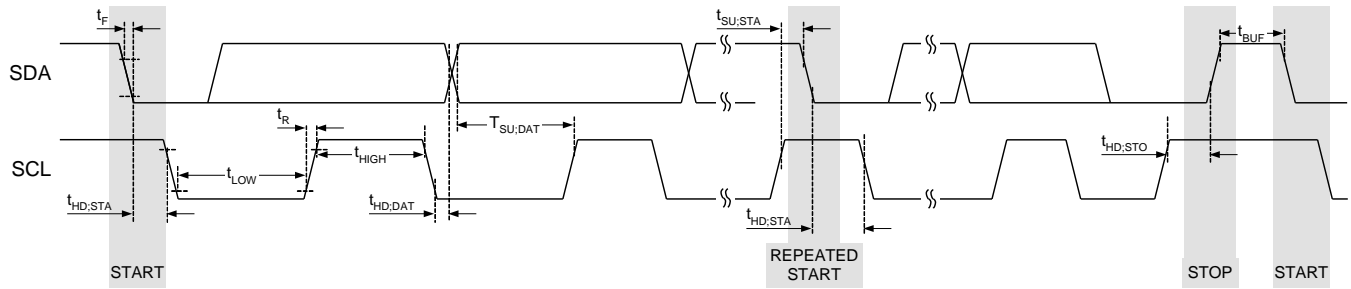 tF
tSU;STA
tBUF
SDA
tR
TSU;DAT
SCL
tHIGH
tLOW
tHD;STO
tHD;STA
tHD;DAT
tHD;STA
START
REPEATED
START
STOP
START